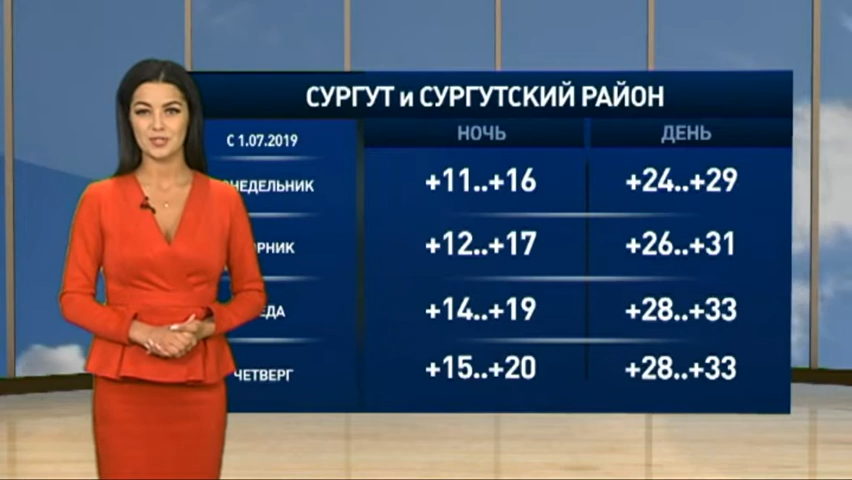 СУРГУТ и СУРГУТСКИЙ РАЙОН
С 1.07.2019 НОЧЬ ДЕНЬ
НЕДЕЛЬНИК +11..+16 +24..+29
ОРНИК +12..+17 +26..+31
ЕДА +14..+19 +28..+33
ЧЕТВЕРГ +15..+20 +28..+33